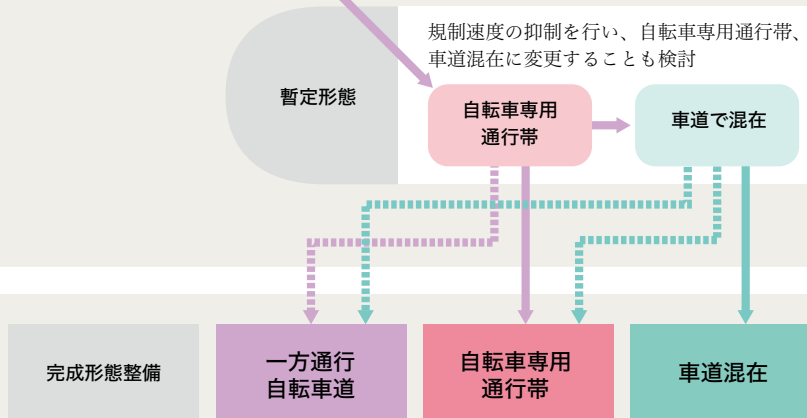 規制速度の抑制を行い、自転車専用通行帯、
車道混在に変更することも検討
暫定形態
自転車専用
通行帯
車道で混在
完成形態整備
一方通行
自転車道
自転車専用
通行帯
車道混在